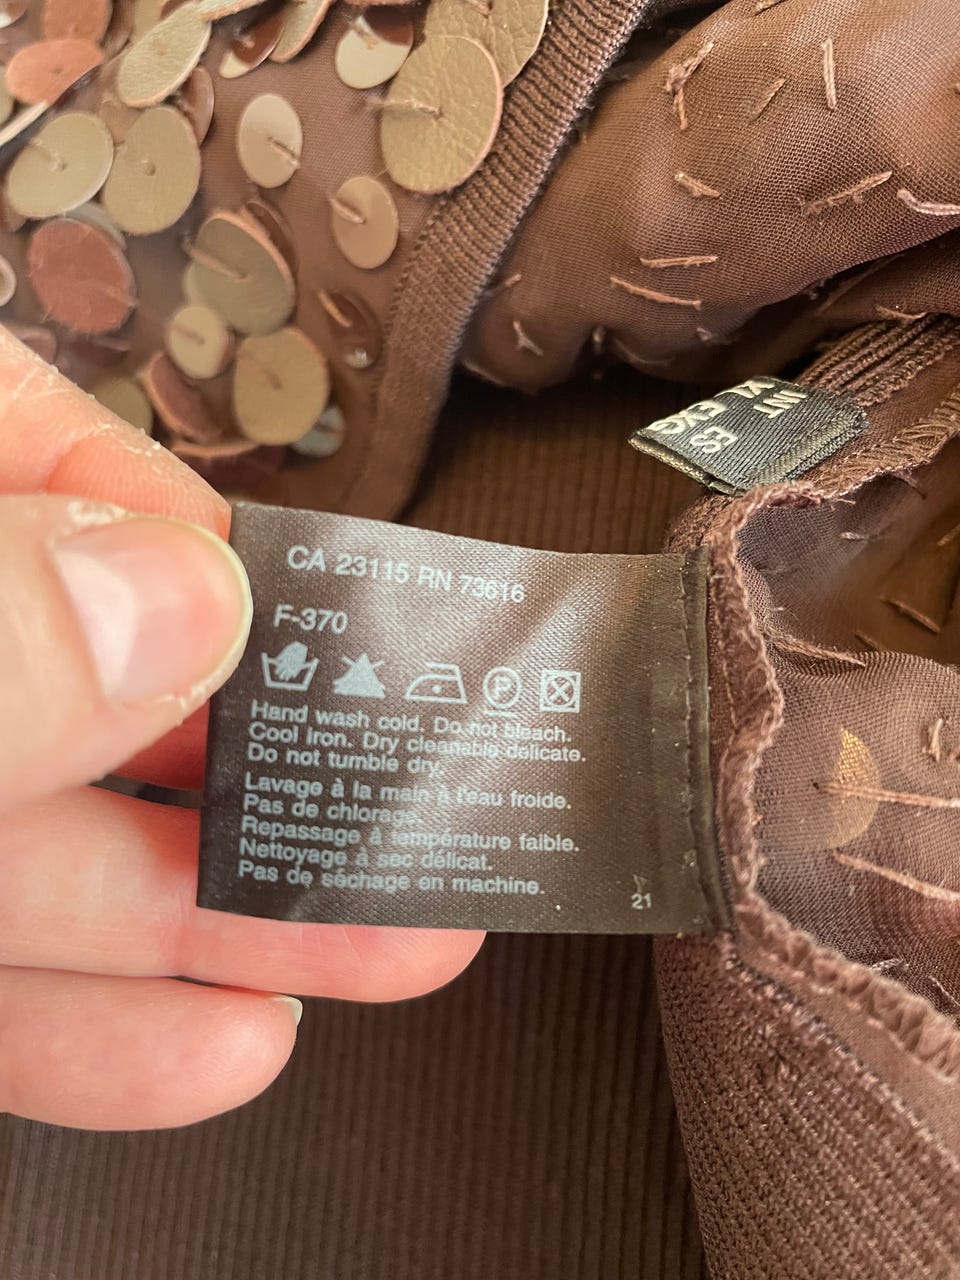 CA 23115 RN 73616
F-370
P
Hand wash cold. Do not bleach.
Cool Iron. Dry cleanable delicate.
Do not tumble dry.
Lavage à la main à l'eau froide.
Pas de chlorage.
Repassage à température faible.
Nettoyage à sec délicat.
Pas de séchage en machine.
21
INT
ES